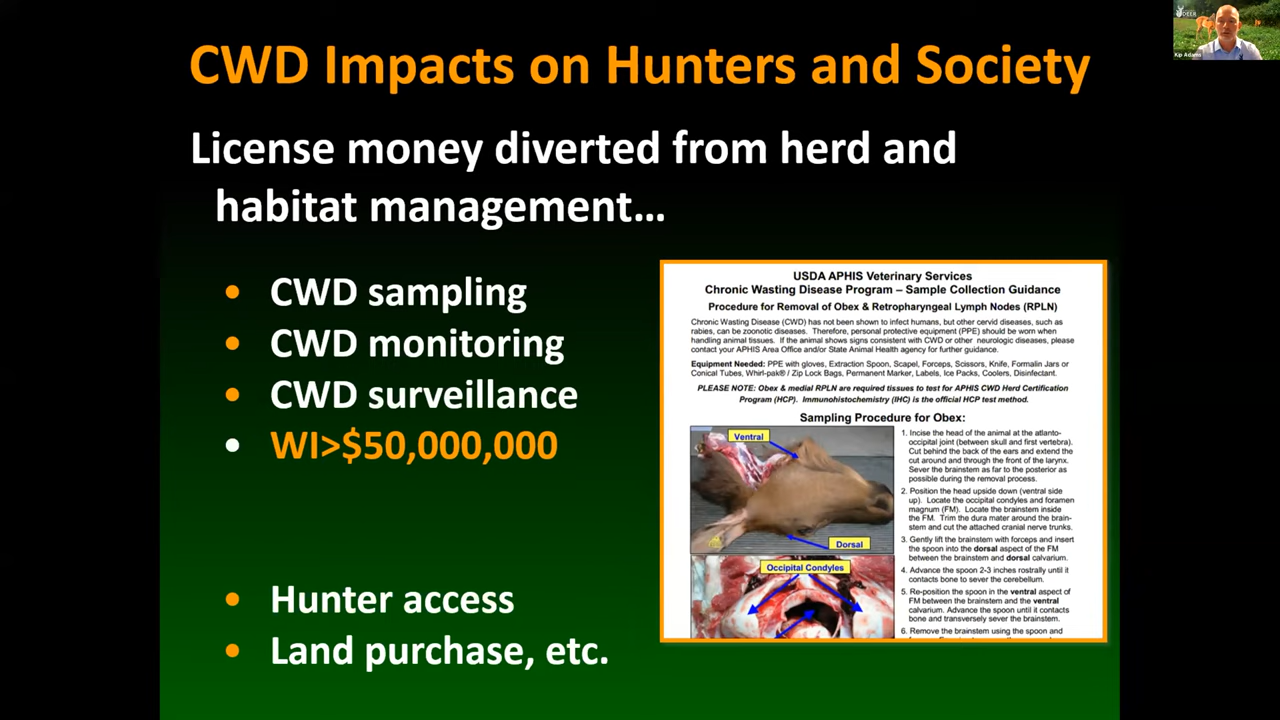 CWD Impacts on Hunters and Society
DEER
Kip Adams
License money diverted from herd and
habitat management...
• CWD sampling
• CWD monitoring
• CWD surveillance
• WI>$50,000,000
• Hunter access
• Land purchase, etc.
USDA APHIS Veterinary Services
Chronic Wasting Disease Program – Sample Collection Guidance
Procedure for Removal of Obex & Retropharyngeal Lymph Nodes (RPLN)
Chronic Wasting Disease (CWD) has not been shown to infect humans, but other cervid diseases, such as
rabies, can be zoonotic diseases. Therefore, personal protective equipment (PPE) should be worn when
handling animal tissues. If the animal shows signs consistent with CWD or other neurologic diseases, please
contact your APHIS Area Office and/or State Animal Health agency for further guidance.
Equipment Needed: PPE with gloves, Extraction Spoon, Scapel, Forceps, Scissors, Knife, Formalin Jars or
Conical Tubes, Whirl-pak® / Zip Lock Bags, Permanent Marker, Labels, Ice Packs, Coolers, Disinfectant.
PLEASE NOTE: Obex & medial RPLN are required tissues to test for APHIS CWD Herd Certification
Program (HCP). Immunohistochemistry (IHC) is the official HCP test method.
Sampling Procedure for Obex:
Ventral
Dorsal
Occipital Condyles
1. Incise the head of the animal at the atlanto-
occipital joint (between skull and first vertebra).
Cut behind the back of the ears and extend the
cut around and through the front of the larynx.
Sever the brainstem as far to the posterior as
possible during the removal process.
2. Position the head upside down (ventral side
up). Locate the occipital condyles and foramen
magnum (FM). Locate the brainstem inside
the FM. Trim the dura mater around the brain-
stem and cut the attached cranial nerve trunks.
3. Gently lift the brainstem with forceps and insert
the spoon into the dorsal aspect of the FM
between the brainstem and dorsal calvarium.
4. Advance the spoon 2-3 inches rostrally until it
contacts bone to sever the cerebellum.
5. Re-position the spoon in the ventral aspect of
FM between the brainstem and the ventral
calvarium. Advance the spoon until it contacts
bone and transversely sever the brainstem.
6. Remove the brainstem using the spoon and